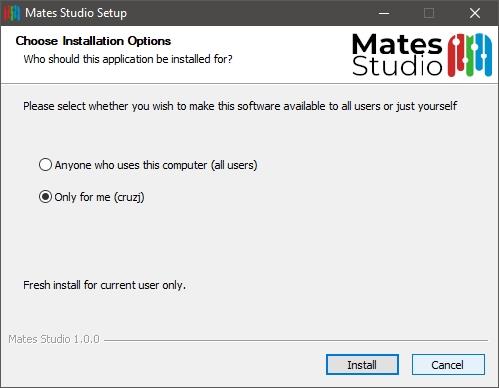 Mates Studio Setup
Choose Installation Options
Who should this application be installed for?
Mates
Studio
Please select whether you wish to make this software available to all users or just yourself
Anyone who uses this computer (all users)
Only for me (cruzj)
Fresh install for current user only.
Mates Studio 1.0.0
Install
Cancel